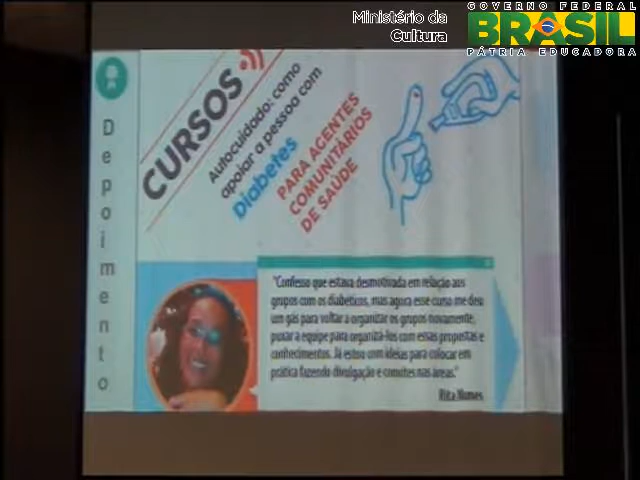 Ministério da
Cultura
GOVERNO FEDERAL
BRASIL
PÁTRIA EDUCADORA
Depoimento
CURSOS
Autocuidado: como
apoiar a pessoa com
Diabetes
PARA AGENTES
COMUNITÁRIOS
DE SAÚDE
"Confesso que estava desmotivada em relação aos
grupos com os diabéticos, mas agora esse curso me deu
um gás para voltar a organizar os grupos novamente,
puxar a equipe para organizá-los com essas propostas e
conhecimentos. Já estou com ideias para colocar em
prática fazendo divulgação e convites nas áreas."
Rita Nunes